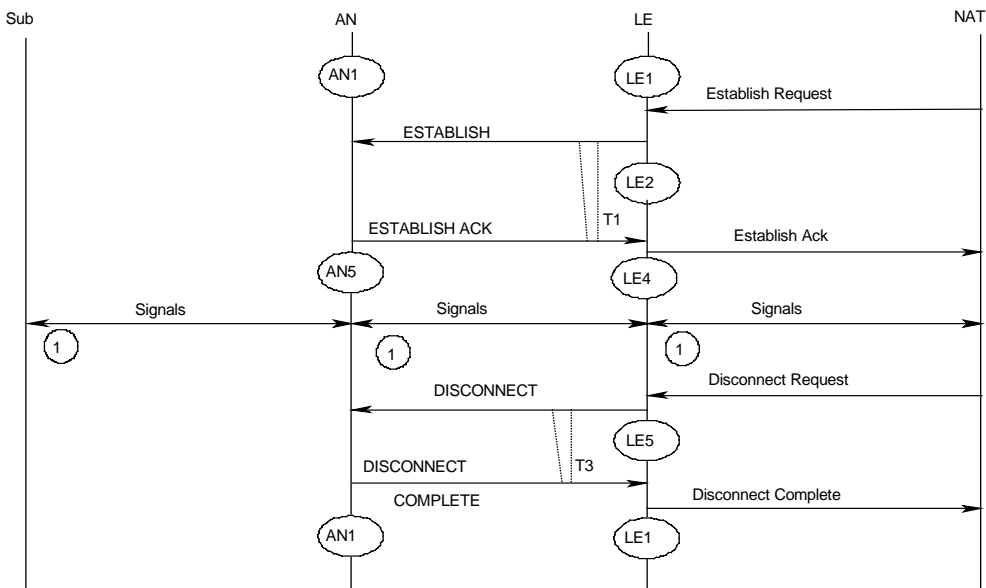 Sub
AN
LE
NAT
AN1
LE1
Establish Request
ESTABLISH
LE2
T1
ESTABLISH ACK
Establish Ack
AN5
LE4
Signals
Signals
Signals
1
1
1
Disconnect Request
DISCONNECT
LE5
DISCONNECT
T3
COMPLETE
Disconnect Complete
AN1
LE1